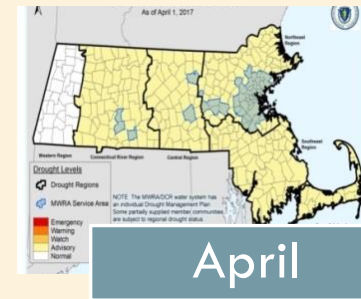 As of April 1, 2017
Northeast
Region
Southeast
Region
Western Region
Connecticut River Region
Central Region
Drought Levels
Drought Regions
MWRA Service Area
Emergency
Warning
Watch
Advisory
Normal
NOTE: The MWRA/DCR water system has
an individual Drought Management Plan.
Some partially supplied member communities
are subject to regional drought status
April